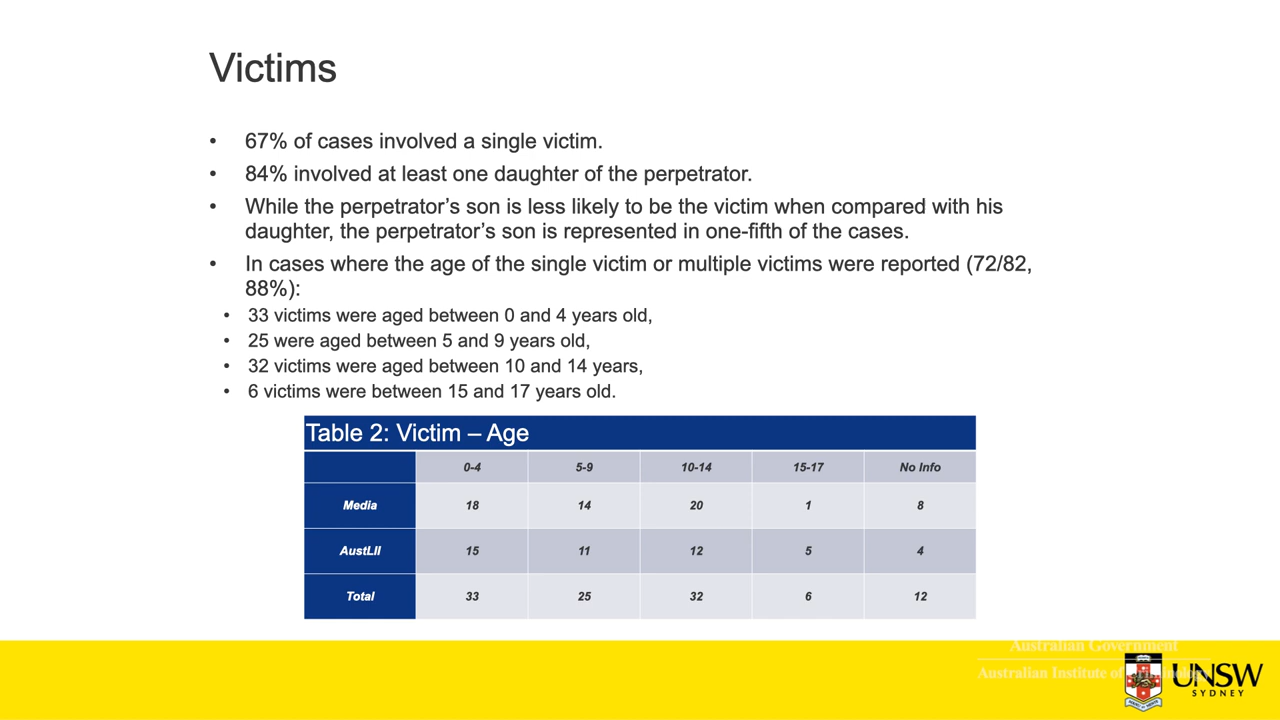 Victims
• 67% of cases involved a single victim.
• 84% involved at least one daughter of the perpetrator.
• While the perpetrator's son is less likely to be the victim when compared with his
daughter, the perpetrator's son is represented in one-fifth of the cases.
• In cases where the age of the single victim or multiple victims were reported (72/82,
88%):
• 33 victims were aged between 0 and 4 years old,
• 25 were aged between 5 and 9 years old,
• 32 victims were aged between 10 and 14 years,
• 6 victims were between 15 and 17 years old.
Table 2: Victim – Age
0-4 5-9 10-14 15-17 No Info
Media 18 14 20 1 8
AustLII 15 11 12 5 4
Total 33 25 32 6 12
Australian Government
Australian Institute of
UNSW
SYDNEY